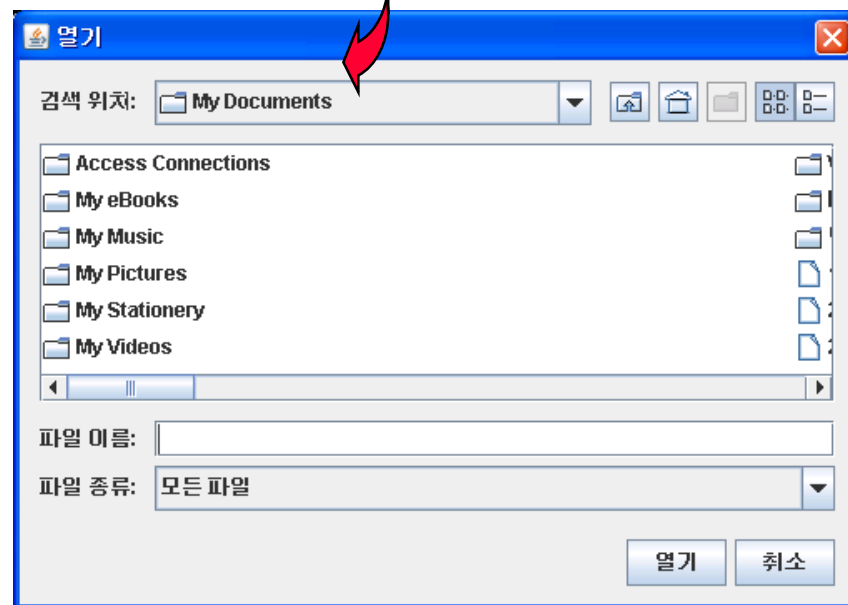 열기
검색 위치: My Documents
Access Connections
My eBooks
My Music
My Pictures
My Stationery
My Videos
파일 이름:
파일 종류: 모든 파일
열기 취소